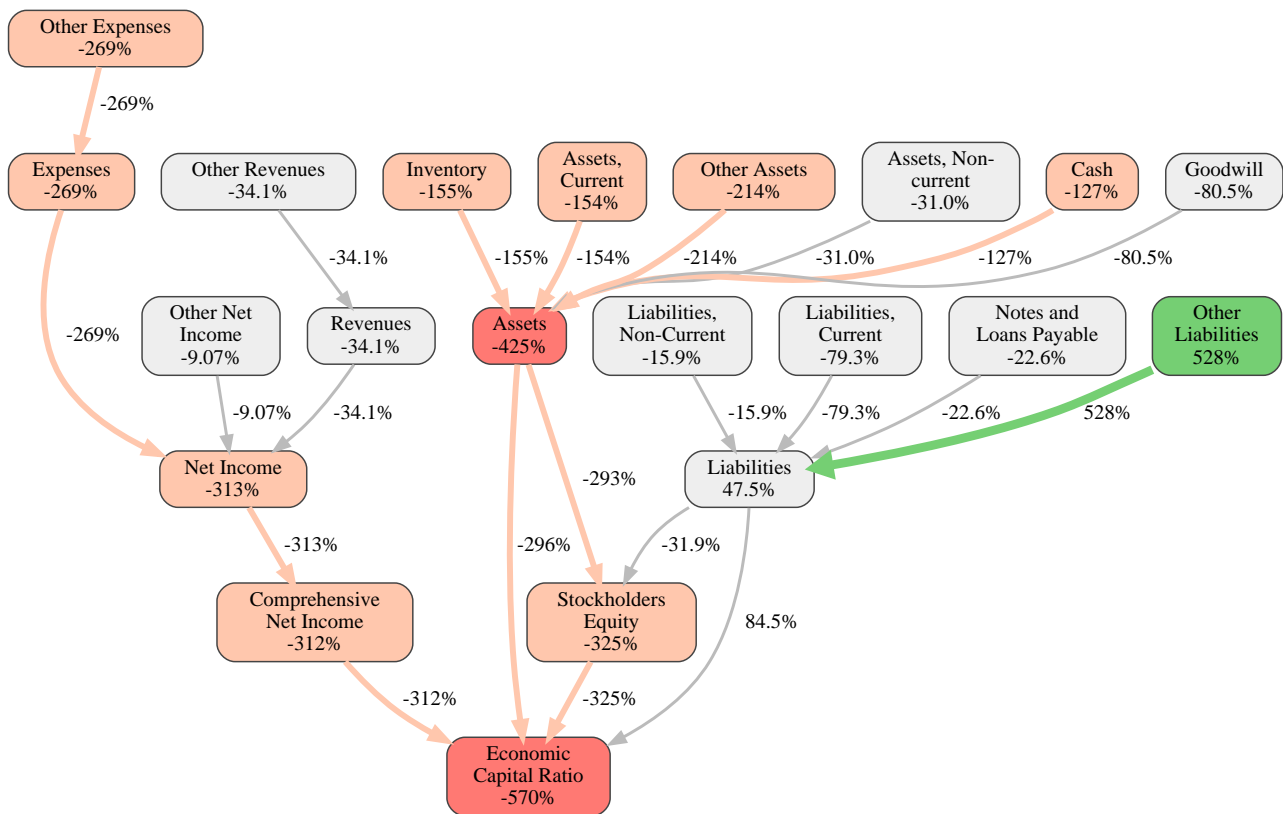 Other Expenses
-269%
-269%
Expenses
-269%
Other Revenues
-34.1%
Inventory
-155%
Assets,
Current
-154%
Other Assets
-214%
Assets, Non-
current
-31.0%
Cash
-127%
Goodwill
-80.5%
-34.1%
-155%
-154%
-214%
-31.0%
-127%
-80.5%
-269%
Other Net
Income
-9.07%
Revenues
-34.1%
Assets
-425%
Liabilities,
Non-Current
-15.9%
Liabilities,
Current
-79.3%
Notes and
Loans Payable
-22.6%
Other
Liabilities
528%
-9.07%
-34.1%
-15.9%
-79.3%
-22.6%
528%
Net Income
-313%
Liabilities
47.5%
-293%
-313%
-296%
-31.9%
Comprehensive
Net Income
-312%
Stockholders
Equity
-325%
84.5%
-312%
-325%
Economic
Capital Ratio
-570%